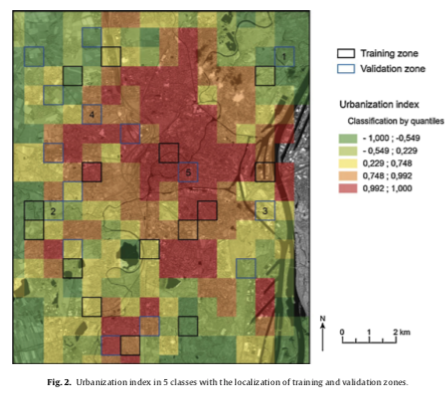 Training zone
Validation zone
Urbanization index
Classification by quantiles
- 1,000 ; -0,549
- 0,549 ; 0,229
0,229 ; 0,748
0,748 ; 0,992
0,992 ; 1,000
1
4
5
2
3
N
0 1 2 km
Fig. 2. Urbanization index in 5 classes with the localization of training and validation zones.